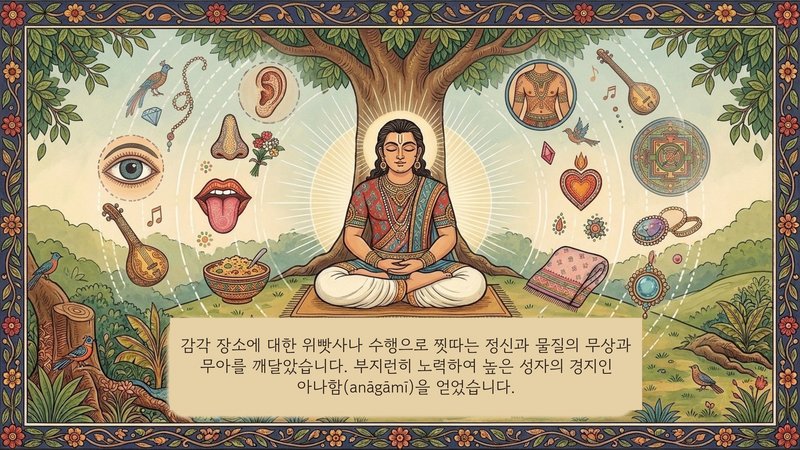 감각 장소에 대한 위빳사나 수행으로 찟따는 정신과 물질의 무상과
무아를 깨달았습니다. 부지런히 노력하여 높은 성자의 경지인
아나함(anāgāmī)을 얻었습니다.